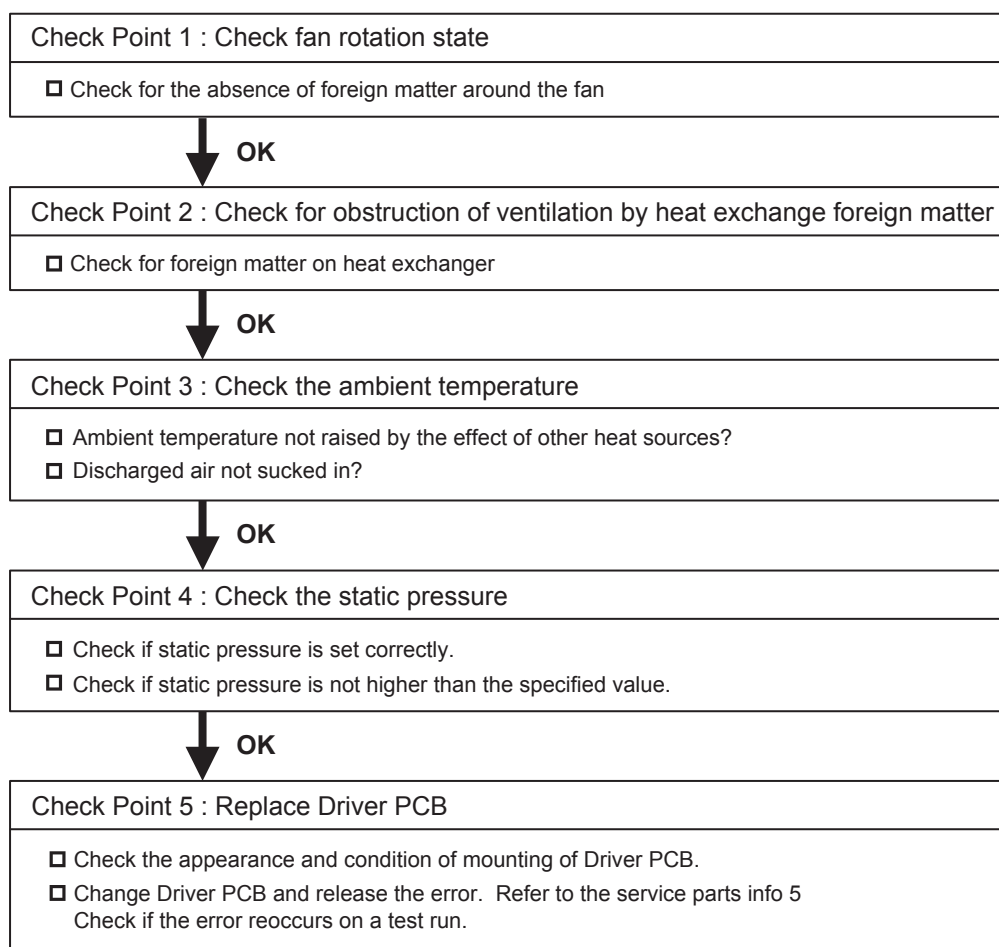 Check Point 1 : Check fan rotation state
Check for the absence of foreign matter around the fan
OK
Check Point 2 : Check for obstruction of ventilation by heat exchange foreign matter
Check for foreign matter on heat exchanger
OK
Check Point 3 : Check the ambient temperature
Ambient temperature not raised by the effect of other heat sources?
Discharged air not sucked in?
OK
Check Point 4 : Check the static pressure
Check if static pressure is set correctly.
Check if static pressure is not higher than the specified value.
OK
Check Point 5 : Replace Driver PCB
Check the appearance and condition of mounting of Driver PCB.
Change Driver PCB and release the error. Refer to the service parts info 5
Check if the error reoccurs on a test run.